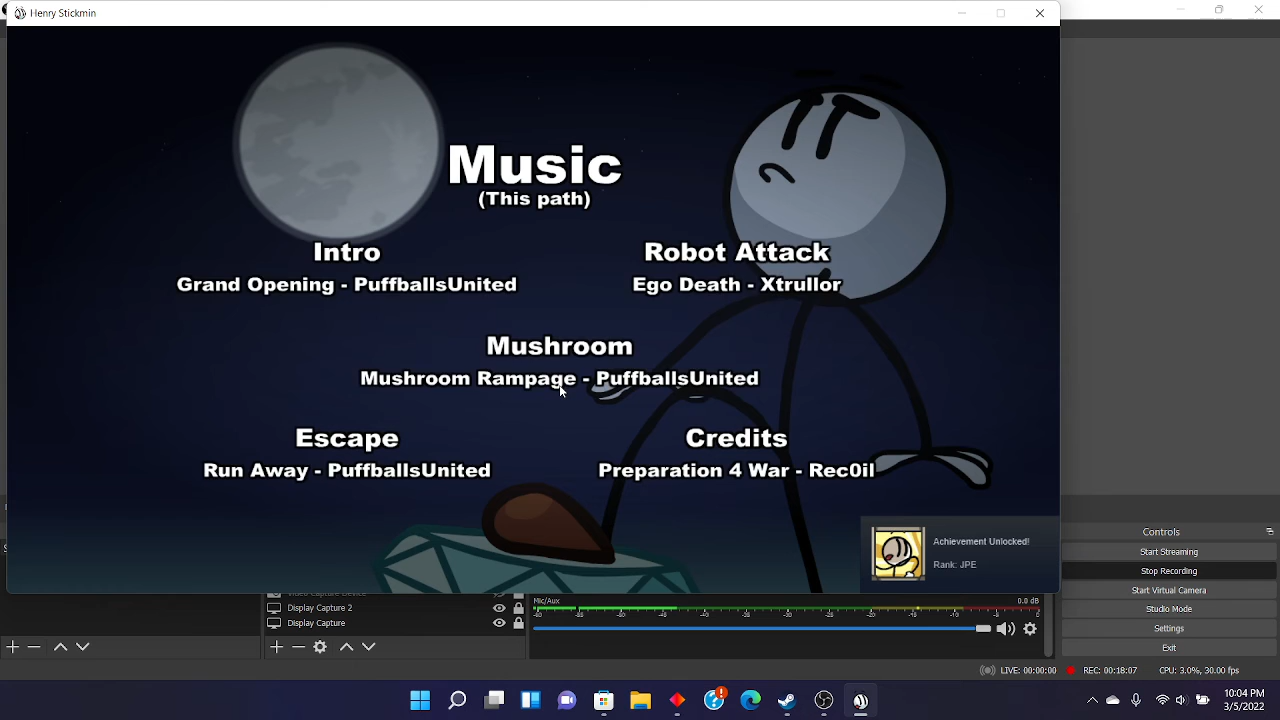 Henry Stickmin
Music
(This path)
Intro
Grand Opening - PuffballsUnited
Robot Attack
Ego Death - Xtrullor
Mushroom
Mushroom Rampage - PuffballsUnited
Escape
Run Away - PuffballsUnited
Credits
Preparation 4 War - Rec0il
Achievement Unlocked!
Rank: JPE
Controls
Start Streaming
Stop Recording
Start Virtual Camera
Studio Mode
Settings
Exit
Video Capture Device
Display Capture 2
Display Capture
Mic/Aux
0.0 dB
LIVE: 00:00:00
REC: 00:18:07
CPU: 3.0%, 30.00 fps
10:04 PM